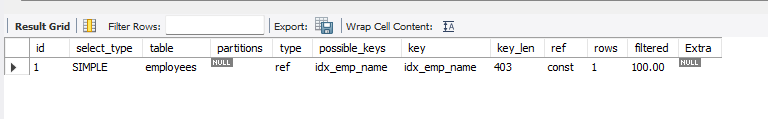 Result Grid Filter Rows: Export: Wrap Cell Content: IA
id select_type table partitions type possible_keys key key_len ref rows filtered Extra
1 SIMPLE employees NULL ref idx_emp_name idx_emp_name 403 const 1 100.00 NULL